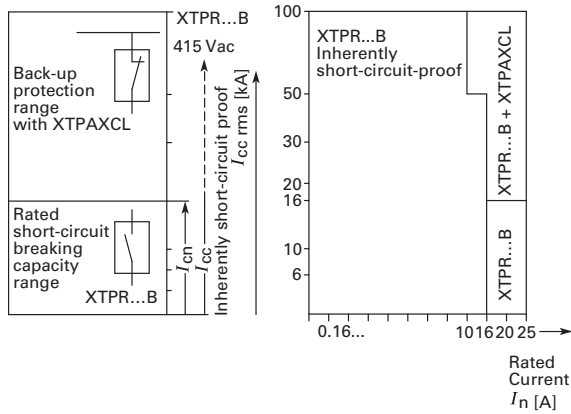 XTPR...B
415 Vac
Back-up
protection
range
with XTPAXCL
Rated
short-circuit
breaking
capacity
range
XTPR...B
Icn
Icc
Inherently short-circuit proof
Icc rms [kA]
100
50
30
20
16
10
6
XTPR...B
Inherently
short-circuit-proof
XTPR...B + XTPAXCL
XTPR...B
0.16... 10 16 20 25
Rated
Current
In [A]